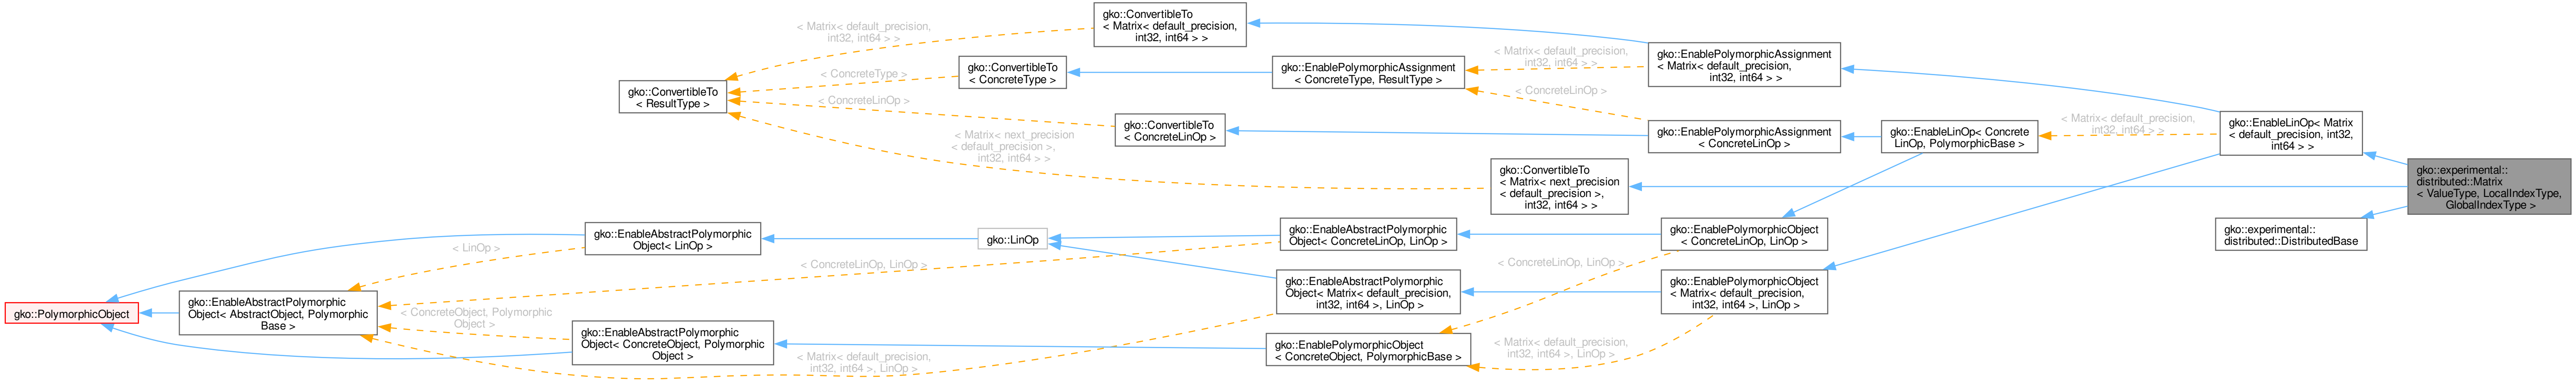 gko::PolymorphicObject
gko::EnableAbstractPolymorphic
Object< AbstractObject, Polymorphic
Base >
< LinOp >
gko::EnableAbstractPolymorphic
Object< LinOp >
< ConcreteObject, Polymorphic
Object >
gko::EnableAbstractPolymorphic
Object< ConcreteObject, Polymorphic
Object >
gko::ConvertibleTo
< ResultType >
< Matrix< default_precision,
int32, int64 > >
< ConcreteType >
< ConcreteLinOp >
< Matrix< next_precision
< default_precision >,
int32, int64 > >
< ConcreteLinOp, LinOp >
< Matrix< default_precision,
int32, int64 >, LinOp >
gko::ConvertibleTo
< Matrix< default_precision,
int32, int64 > >
gko::ConvertibleTo
< ConcreteType >
gko::ConvertibleTo
< ConcreteLinOp >
gko::LinOp
gko::EnablePolymorphicAssignment
< ConcreteType, ResultType >
gko::EnableAbstractPolymorphic
Object< ConcreteLinOp, LinOp >
gko::EnableAbstractPolymorphic
Object< Matrix< default_precision,
int32, int64 >, LinOp >
gko::EnablePolymorphicObject
< ConcreteObject, PolymorphicBase >
< Matrix< default_precision,
int32, int64 > >
< ConcreteLinOp >
gko::ConvertibleTo
< Matrix< next_precision
< default_precision >,
int32, int64 > >
< ConcreteLinOp, LinOp >
< Matrix< default_precision,
int32, int64 >, LinOp >
gko::EnablePolymorphicAssignment
< Matrix< default_precision,
int32, int64 > >
gko::EnablePolymorphicAssignment
< ConcreteLinOp >
gko::EnablePolymorphicObject
< ConcreteLinOp, LinOp >
gko::EnablePolymorphicObject
< Matrix< default_precision,
int32, int64 >, LinOp >
gko::EnableLinOp< Concrete
LinOp, PolymorphicBase >
< Matrix< default_precision,
int32, int64 > >
gko::EnableLinOp< Matrix
< default_precision, int32,
int64 > >
gko::experimental::
distributed::DistributedBase
gko::experimental::
distributed::Matrix
< ValueType, LocalIndexType,
GlobalIndexType >